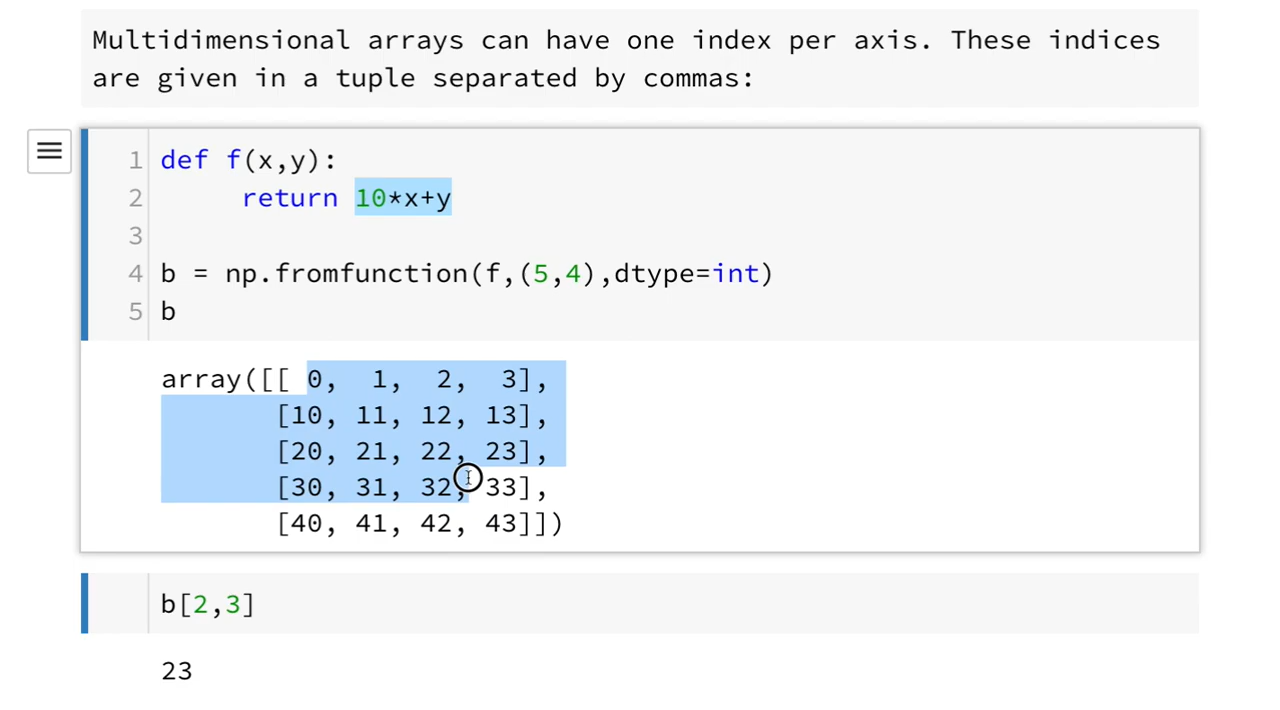 Multidimensional arrays can have one index per axis. These indices
are given in a tuple separated by commas:
1 def f(x,y):
2      return 10*x+y
3
4 b = np.fromfunction(f,(5,4),dtype=int)
5 b
array([[ 0,  1,  2,  3],
       [10, 11, 12, 13],
       [20, 21, 22, 23],
       [30, 31, 32, 33],
       [40, 41, 42, 43]])
b[2,3]
23